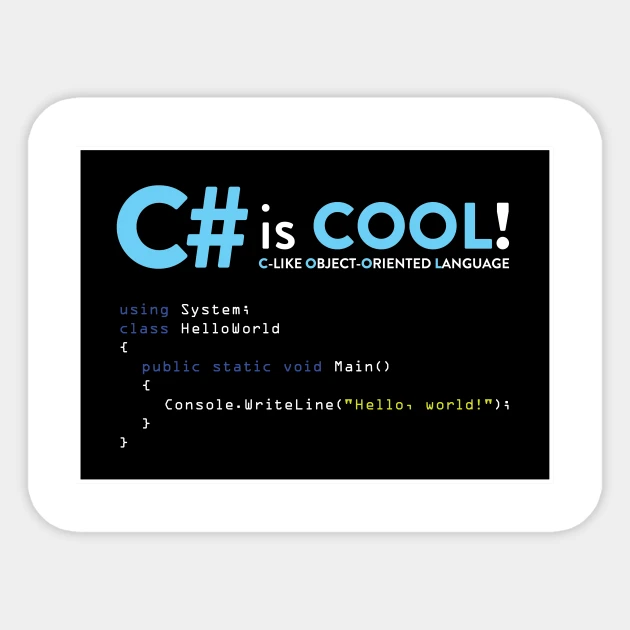 C# is COOL!
C-LIKE OBJECT-ORIENTED LANGUAGE
using System;
class HelloWorld
{
public static void Main()
{
Console.WriteLine("Hello, world!");
}
}